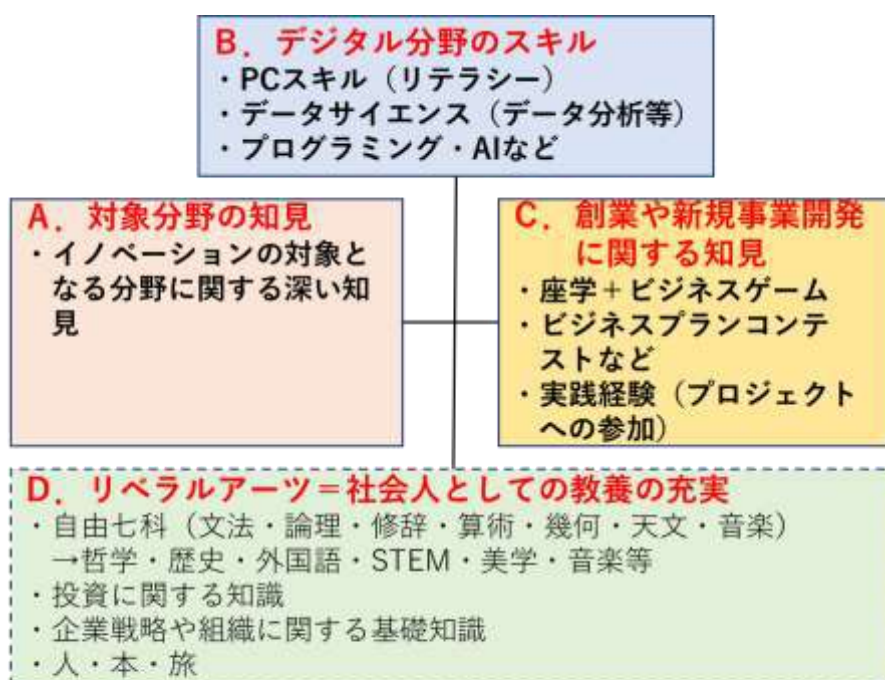 B．デジタル分野のスキル
・PCスキル（リテラシー）
・データサイエンス（データ分析等）
・プログラミング・AIなど
A．対象分野の知見
・イノベーションの対象と
なる分野に関する深い知
見
C．創業や新規事業開発
に関する知見
・座学＋ビジネスゲーム
・ビジネスプランコンテ
ストなど
・実践経験（プロジェクト
への参加）
D．リベラルアーツ＝社会人としての教養の充実
・自由七科（文法・論理・修辞・算術・幾何・天文・音楽）
→哲学・歴史・外国語・STEM・美学・音楽等
・投資に関する知識
・企業戦略や組織に関する基礎知識
・人・本・旅